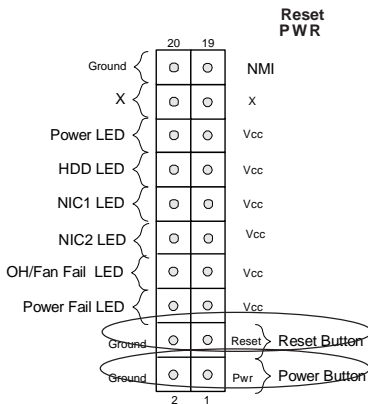 Reset
PWR
20 19
Ground NMI
X X
Power LED Vcc
HDD LED Vcc
NIC1 LED Vcc
NIC2 LED Vcc
OH/Fan Fail LED Vcc
Power Fail LED Vcc
Ground Reset Reset Button
Ground Pwr Power Button
2 1